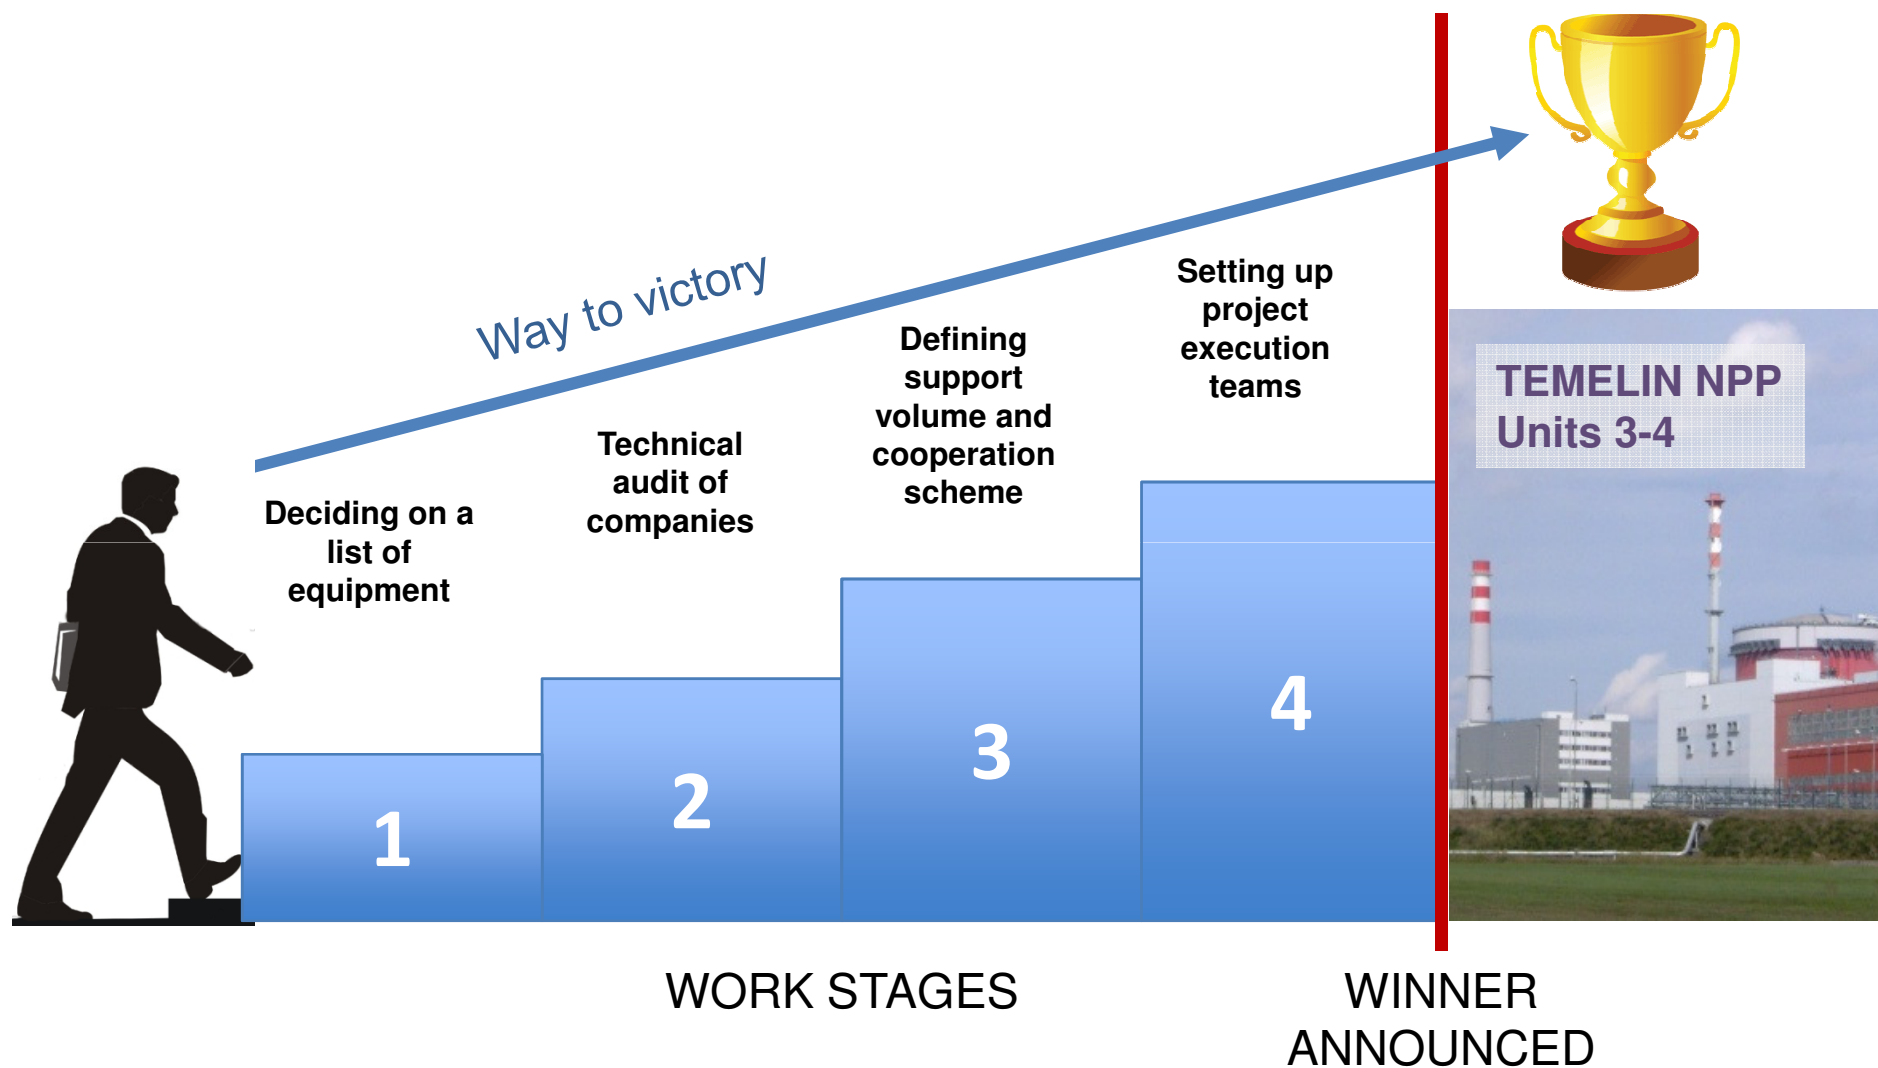 Way to victory
Deciding on a
list of
equipment
Technical
audit of
companies
Defining
support
volume and
cooperation
scheme
Setting up
project
execution
teams
TEMELIN NPP
Units 3-4
1
2
3
4
WORK STAGES
WINNER
ANNOUNCED